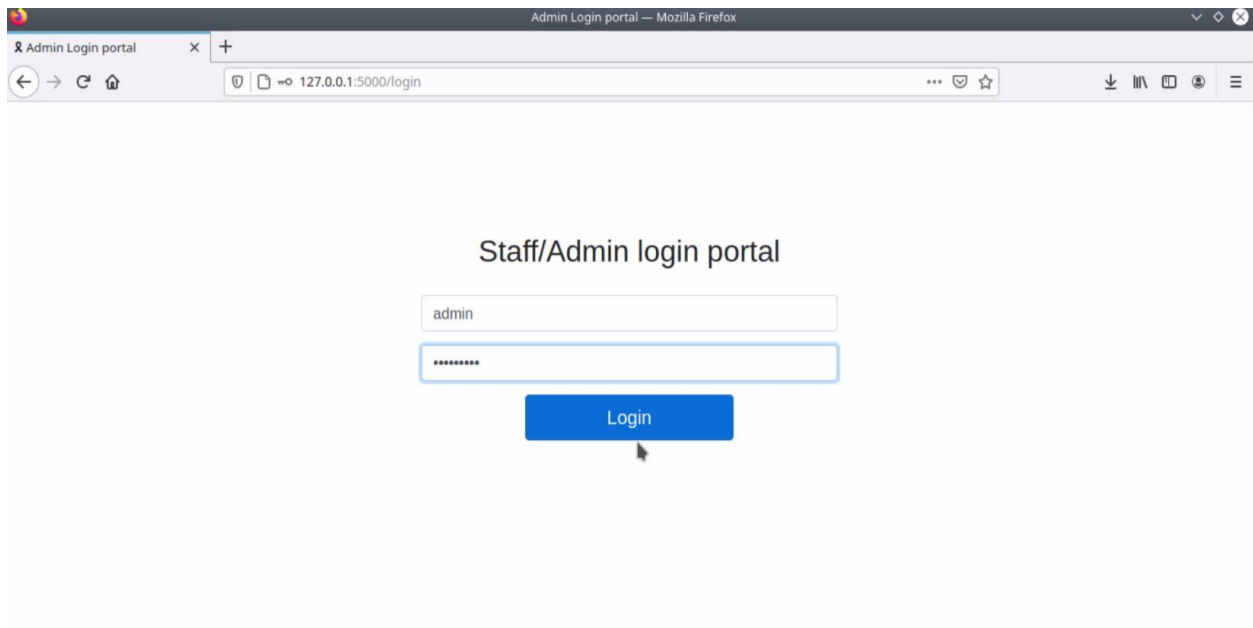 Admin Login portal — Mozilla Firefox
Admin Login portal
127.0.0.1:5000/login
Staff/Admin login portal
admin
•••••••••
Login